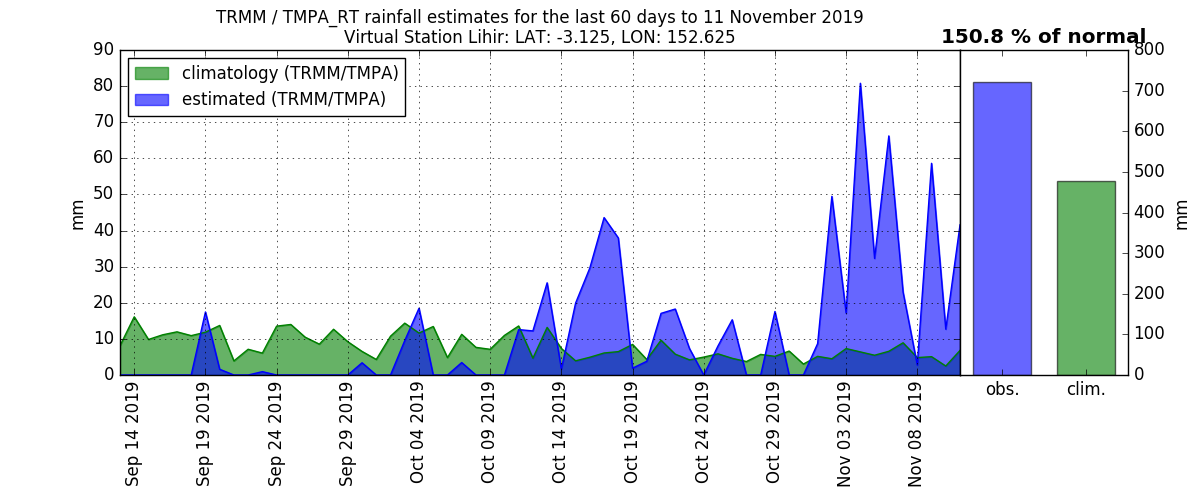 TRMM / TMPA_RT rainfall estimates for the last 60 days to 11 November 2019
Virtual Station Lihir: LAT: -3.125, LON: 152.625
150.8 % of normal
climatology (TRMM/TMPA)
estimated (TRMM/TMPA)
90
80
70
60
50
40
30
20
10
0
mm
Sep 14 2019
Sep 19 2019
Sep 24 2019
Sep 29 2019
Oct 04 2019
Oct 09 2019
Oct 14 2019
Oct 19 2019
Oct 24 2019
Oct 29 2019
Nov 03 2019
Nov 08 2019
obs.
clim.
800
700
600
500
400
300
200
100
0
mm